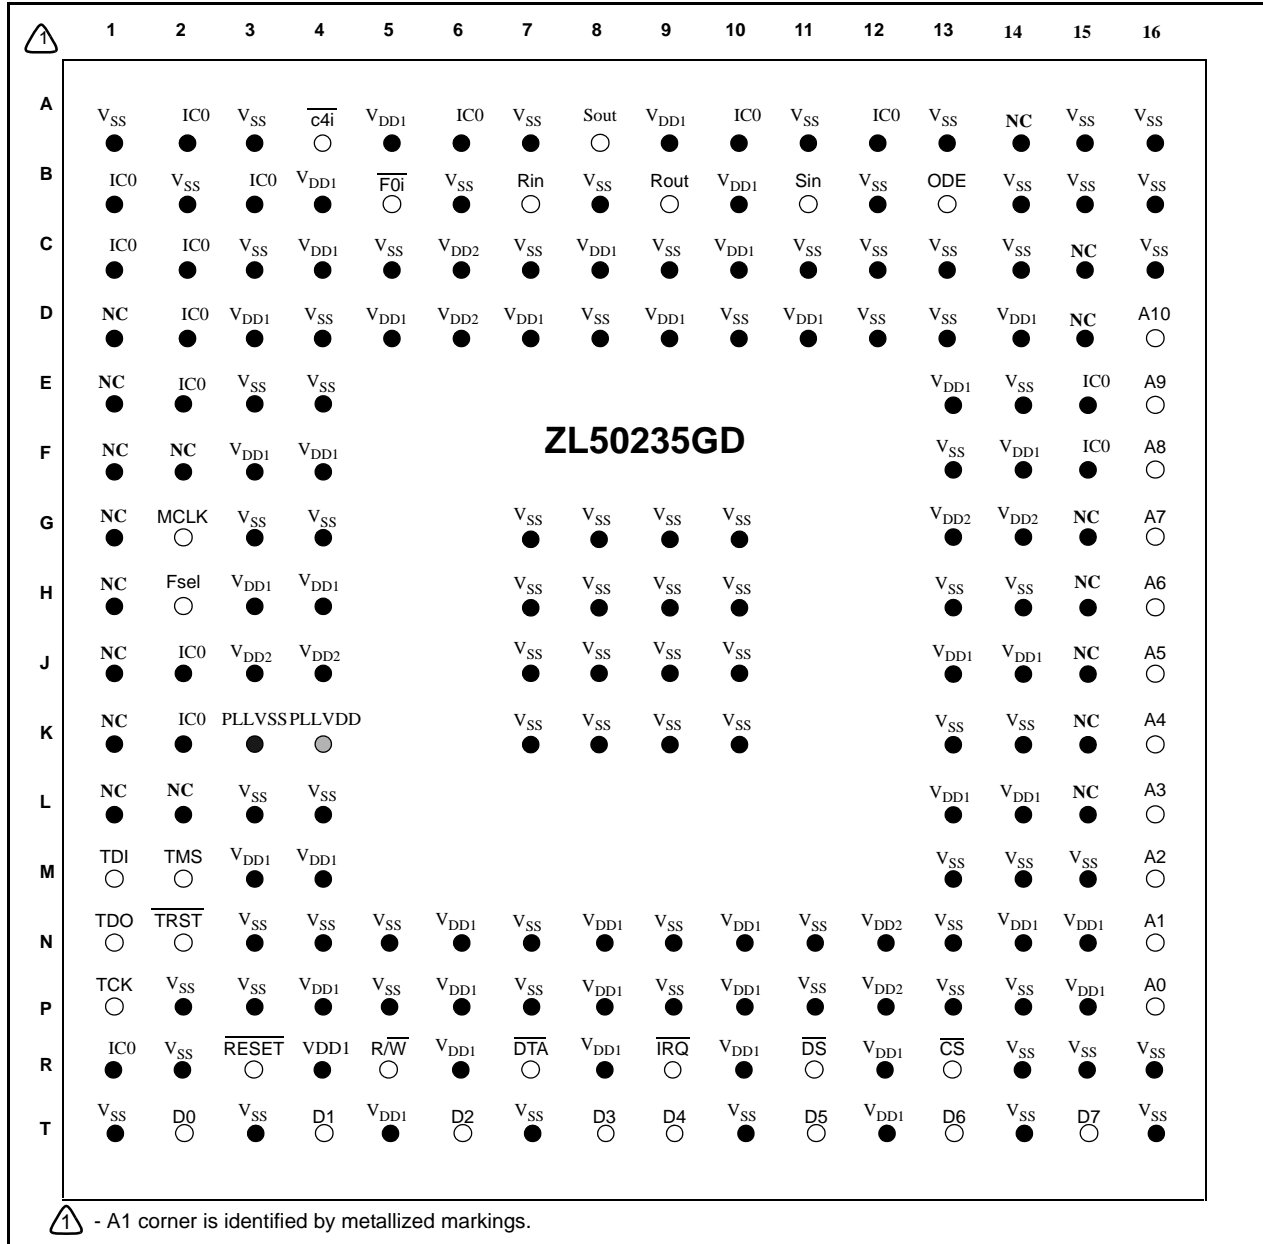 1 1 2 3 4 5 6 7 8 9 10 11 12 13 14 15 16
A VSS IC0 VSS c4i VDD1 IC0 VSS Sout VDD1 IC0 VSS IC0 VSS NC VSS VSS
B IC0 VSS IC0 VDD1 F0i VSS Rin VSS Rout VDD1 Sin VSS ODE VSS VSS VSS
C IC0 IC0 VSS VDD1 VSS VDD2 VSS VDD1 VSS VDD1 VSS VSS VSS VSS NC VSS
D NC IC0 VDD1 VSS VDD1 VDD2 VDD1 VSS VDD1 VSS VDD1 VSS VSS VDD1 NC A10
E NC IC0 VSS VSS VDD1 VSS IC0 A9
ZL50235GD
F NC NC VDD1 VDD1 VSS VDD1 IC0 A8
G NC MCLK VSS VSS VSS VSS VSS VSS VDD2 VDD2 NC A7
H NC Fsel VDD1 VDD1 VSS VSS VSS VSS VSS VSS NC A6
J NC IC0 VDD2 VDD2 VSS VSS VSS VSS VDD1 VDD1 NC A5
K NC IC0 PLLVSS PLLVDD VSS VSS VSS VSS VSS VSS NC A4
L NC NC VSS VSS VDD1 VDD1 NC A3
M TDI TMS VDD1 VDD1 VSS VSS VSS A2
N TDO TRST VSS VSS VSS VDD1 VSS VDD1 VSS VDD1 VSS VDD2 VSS VDD1 VDD1 A1
P TCK VSS VSS VDD1 VSS VDD1 VSS VDD1 VSS VDD1 VSS VDD2 VSS VSS VDD1 A0
R IC0 VSS RESET VDD1 R/W VDD1 DTA VDD1 IRQ VDD1 DS VDD1 CS VSS VSS VSS
T VSS D0 VSS D1 VDD1 D2 VSS D3 D4 VSS D5 VDD1 D6 VSS D7 VSS
1 - A1 corner is identified by metallized markings.